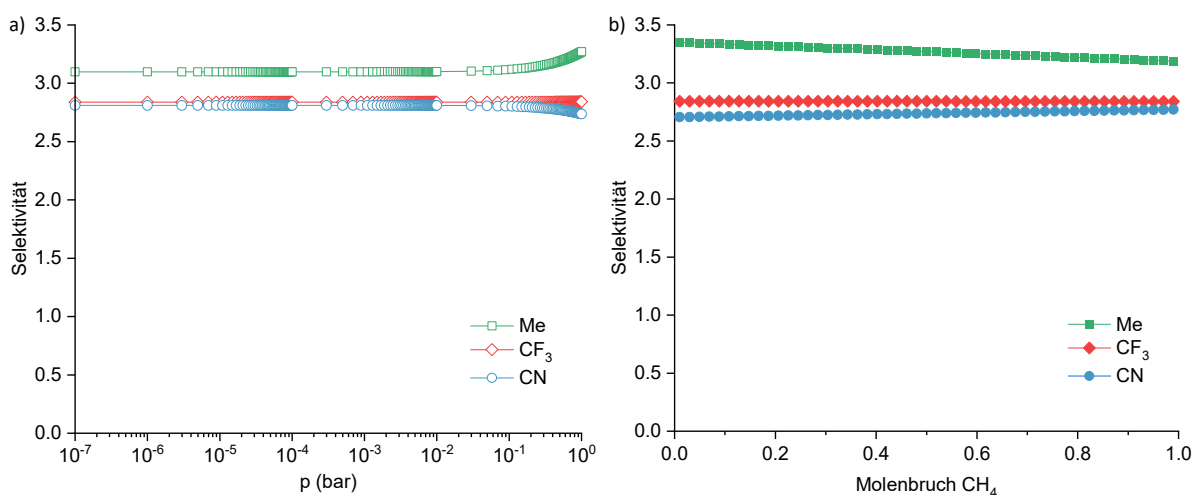 a)
Selektivität
3.5
3.0
2.5
2.0
1.5
1.0
0.5
0.0
10⁻⁷ 10⁻⁶ 10⁻⁵ 10⁻⁴ 10⁻³ 10⁻² 10⁻¹ 10⁰
p (bar)
Me
CF₃
CN
b)
Selektivität
3.5
3.0
2.5
2.0
1.5
1.0
0.5
0.0
0.0 0.2 0.4 0.6 0.8 1.0
Molenbruch CH₄
Me
CF₃
CN